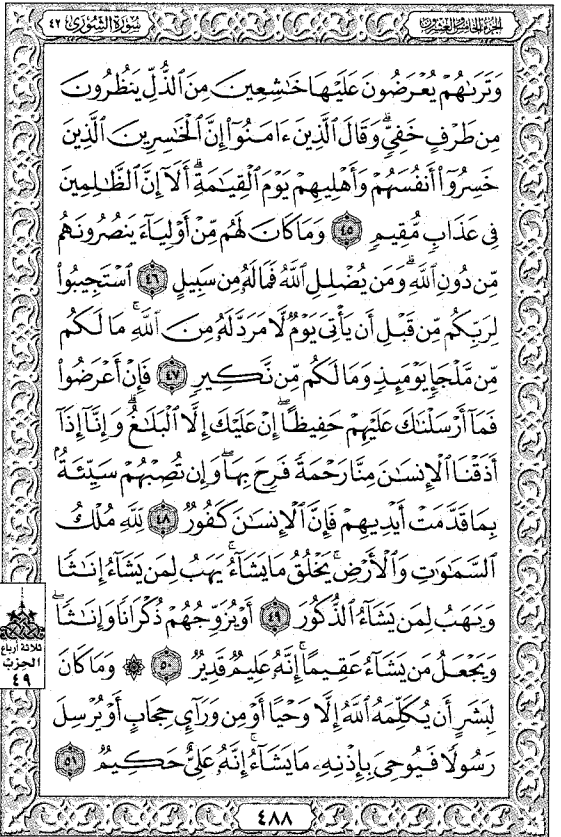 سُورَةُ الشُّورَىٰ ٤٢
الجُزءُ الخَامِسُ وَالعِشْرُونَ
وَتَرَىٰهُمْ يُعْرَضُونَ عَلَيْهَا خَٰشِعِينَ مِنَ ٱلذُّلِّ يَنظُرُونَ
مِن طَرْفٍ خَفِيٍّۗ وَقَالَ ٱلَّذِينَ ءَامَنُوٓا۟ إِنَّ ٱلْخَٰسِرِينَ ٱلَّذِينَ
خَسِرُوٓا۟ أَنفُسَهُمْ وَأَهْلِيهِمْ يَوْمَ ٱلْقِيَٰمَةِۗ أَلَآ إِنَّ ٱلظَّٰلِمِينَ
فِى عَذَابٍ مُّقِيمٍ ٤٥ وَمَا كَانَ لَهُم مِّنْ أَوْلِيَآءَ يَنصُرُونَهُم
مِّن دُونِ ٱللَّهِۗ وَمَن يُضْلِلِ ٱللَّهُ فَمَا لَهُۥ مِن سَبِيلٍ ٤٦ ٱسْتَجِيبُوا۟
لِرَبِّكُم مِّن قَبْلِ أَن يَأْتِىَ يَوْمٌ لَّا مَرَدَّ لَهُۥ مِنَ ٱللَّهِۚ مَا لَكُم
مِّن مَّلْجَإٍ يَوْمَئِذٍ وَمَا لَكُم مِّن نَّكِيرٍ ٤٧ فَإِنْ أَعْرَضُوا۟
فَمَآ أَرْسَلْنَٰكَ عَلَيْهِمْ حَفِيظًاۖ إِنْ عَلَيْكَ إِلَّا ٱلْبَلَٰغُۗ وَإِنَّآ إِذَآ
أَذَقْنَا ٱلْإِنسَٰنَ مِنَّا رَحْمَةً فَرِحَ بِهَاۖ وَإِن تُصِبْهُمْ سَيِّئَةٌۢ
بِمَا قَدَّمَتْ أَيْدِيهِمْ فَإِنَّ ٱلْإِنسَٰنَ كَفُورٌ ٤٨ لِّلَّهِ مُلْكُ
ٱلسَّمَٰوَٰتِ وَٱلْأَرْضِۚ يَخْلُقُ مَا يَشَآءُۚ يَهَبُ لِمَن يَشَآءُ إِنَٰثًا
وَيَهَبُ لِمَن يَشَآءُ ٱلذُّكُورَ ٤٩ أَوْ يُزَوِّجُهُمْ ذُكْرَانًا وَإِنَٰثًاۖ
وَيَجْعَلُ مَن يَشَآءُ عَقِيمًاۚ إِنَّهُۥ عَلِيمٌ قَدِيرٌ ٥٠ ۞ وَمَا كَانَ
لِبَشَرٍ أَن يُكَلِّمَهُ ٱللَّهُ إِلَّا وَحْيًا أَوْ مِن وَرَآئِ حِجَابٍ أَوْ يُرْسِلَ
رَسُولًا فَيُوحِىَ بِإِذْنِهِۦ مَا يَشَآءُۚ إِنَّهُۥ عَلِىٌّ حَكِيمٌ ٥١
ثلاثة أرباع
الحزب
٤٩
٤٨٨